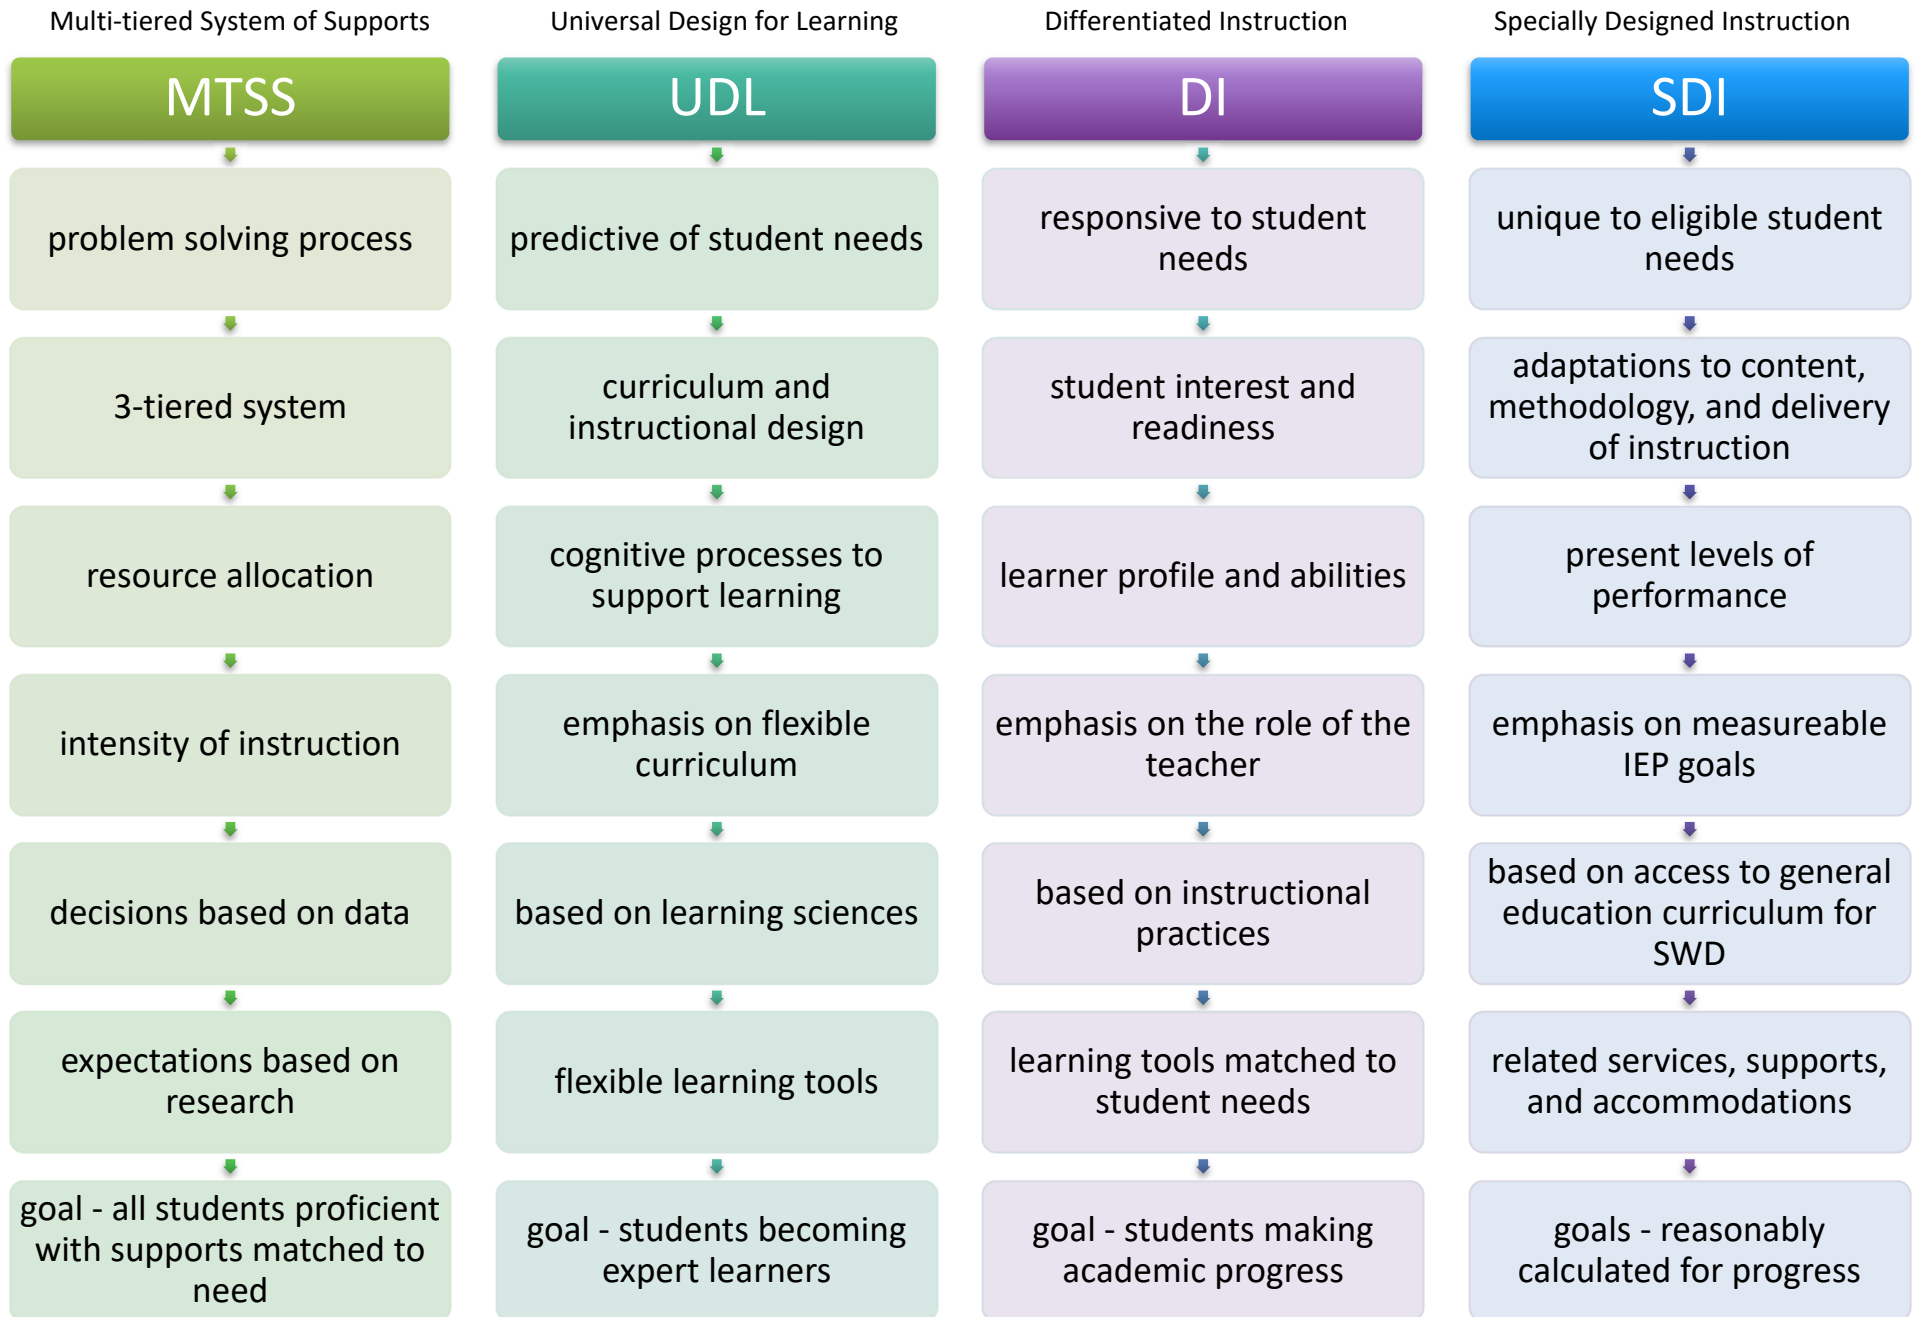 Multi-tiered System of Supports
MTSS
problem solving process
3-tiered system
resource allocation
intensity of instruction
decisions based on data
expectations based on
research
goal - all students proficient
with supports matched to
need
Universal Design for Learning
UDL
predictive of student needs
curriculum and
instructional design
cognitive processes to
support learning
emphasis on flexible
curriculum
based on learning sciences
flexible learning tools
goal - students becoming
expert learners
Differentiated Instruction
DI
responsive to student
needs
student interest and
readiness
learner profile and abilities
emphasis on the role of the
teacher
based on instructional
practices
learning tools matched to
student needs
goal - students making
academic progress
Specially Designed Instruction
SDI
unique to eligible student
needs
adaptations to content,
methodology, and delivery
of instruction
present levels of
performance
emphasis on measureable
IEP goals
based on access to general
education curriculum for
SWD
related services, supports,
and accommodations
goals - reasonably
calculated for progress